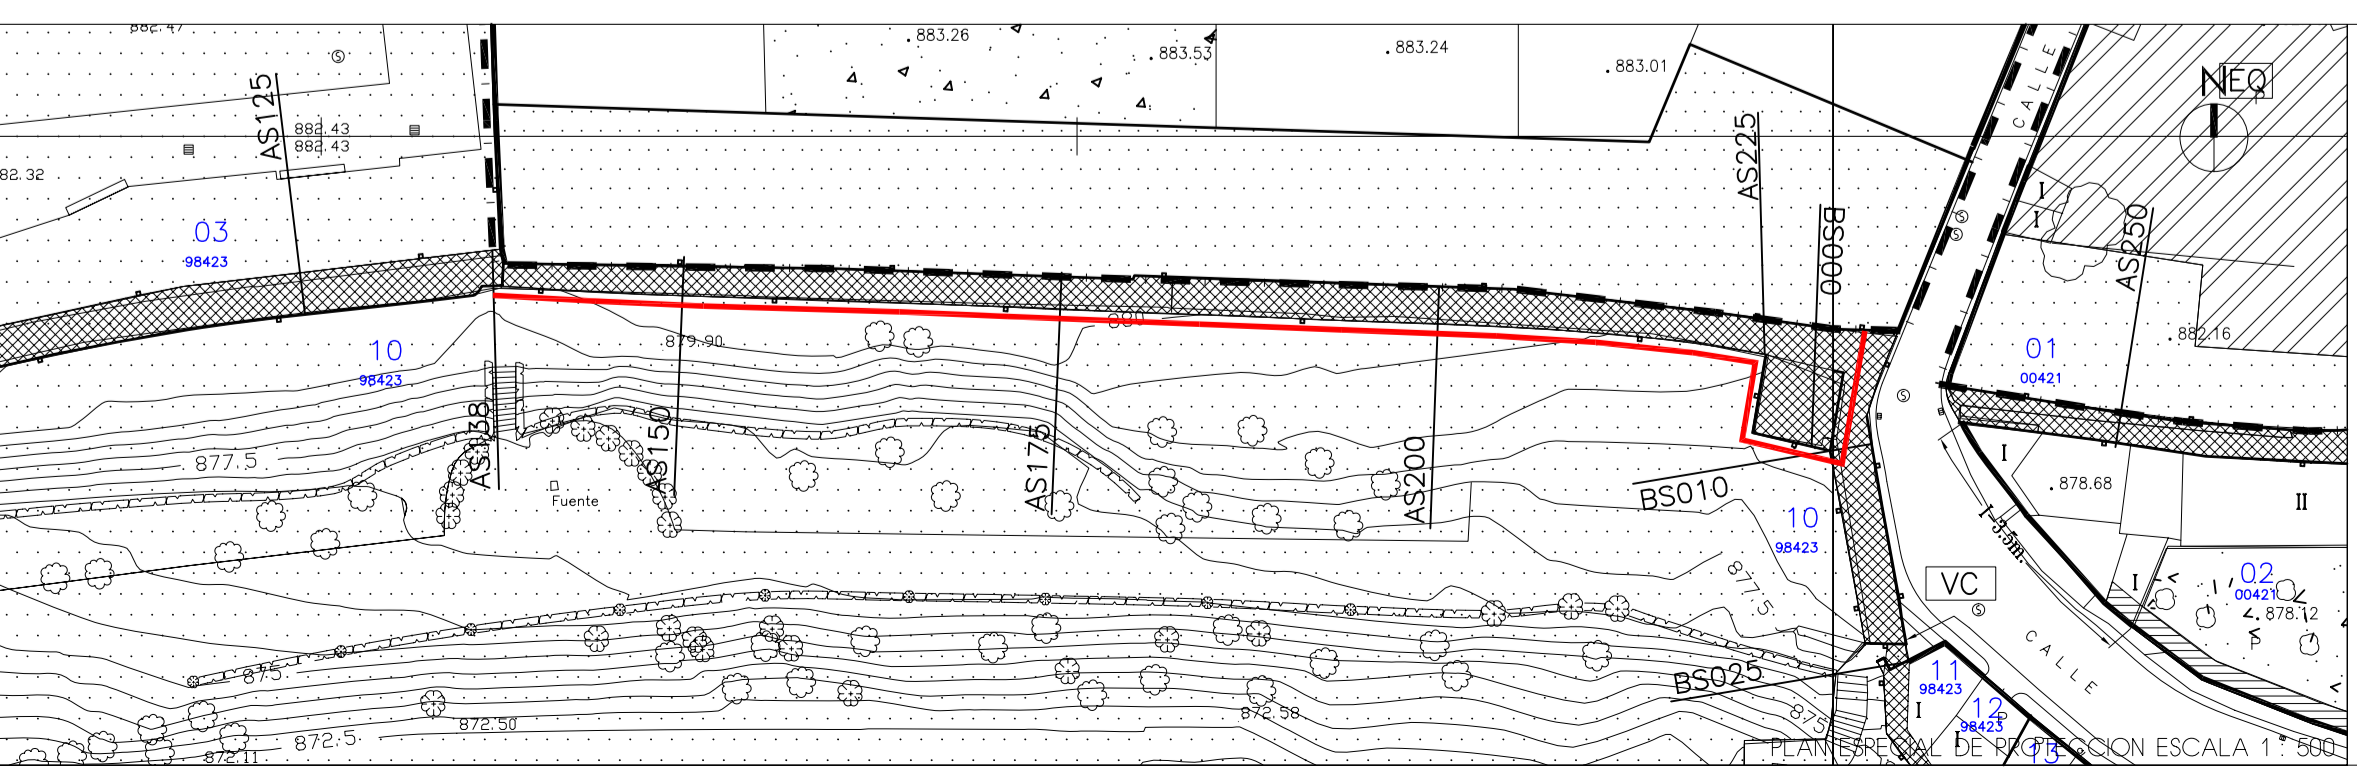 882.47
883.26
883.53
883.24
883.01
NEQ
CALLE
AS125
882.43
882.43
82.32
AS225
I
I
03
98423
BS000
AS250
880
879.90
882.16
10
98423
01
00421
AS138
AS150
AS175
AS200
877.5
I
BS010
878.68
II
Fuente
10
98423
1-3.5m.
877.5
VC
I
02
00421
878.12
P
CALLE
875
BS025
11
98423
I
12
98423
P
875
872.50
872.58
872.5
872.11
I
13
PLAN ESPECIAL DE PROTECCION ESCALA 1 : 500